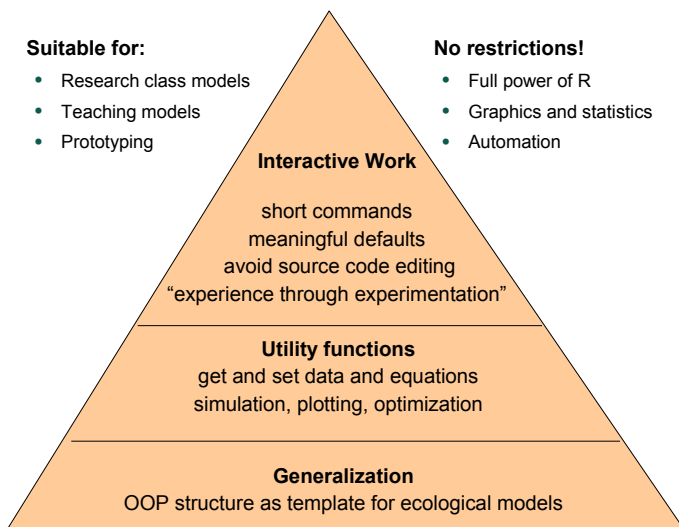 Suitable for:
• Research class models
• Teaching models
• Prototyping
No restrictions!
• Full power of R
• Graphics and statistics
• Automation
Interactive Work
short commands
meaningful defaults
avoid source code editing
“experience through experimentation”
Utility functions
get and set data and equations
simulation, plotting, optimization
Generalization
OOP structure as template for ecological models